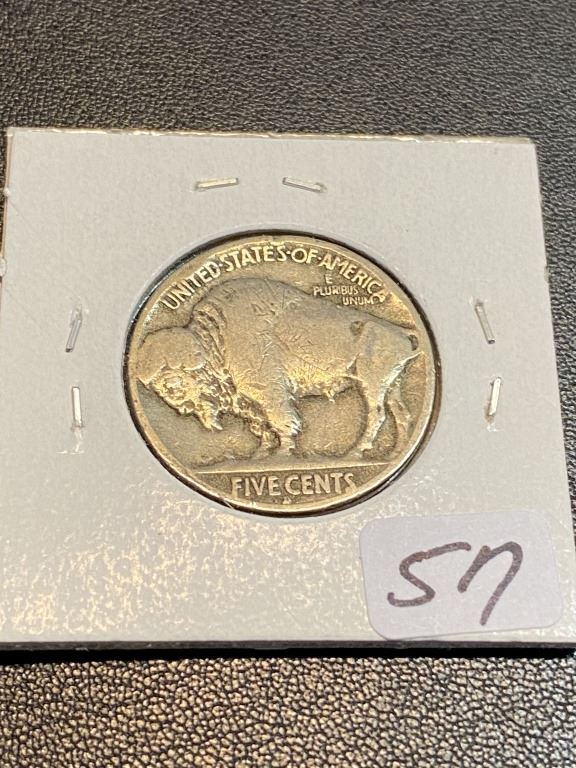 UNITED·STATES·OF·AMERICA
E
PLURIBUS
UNUM
FIVE CENTS
57